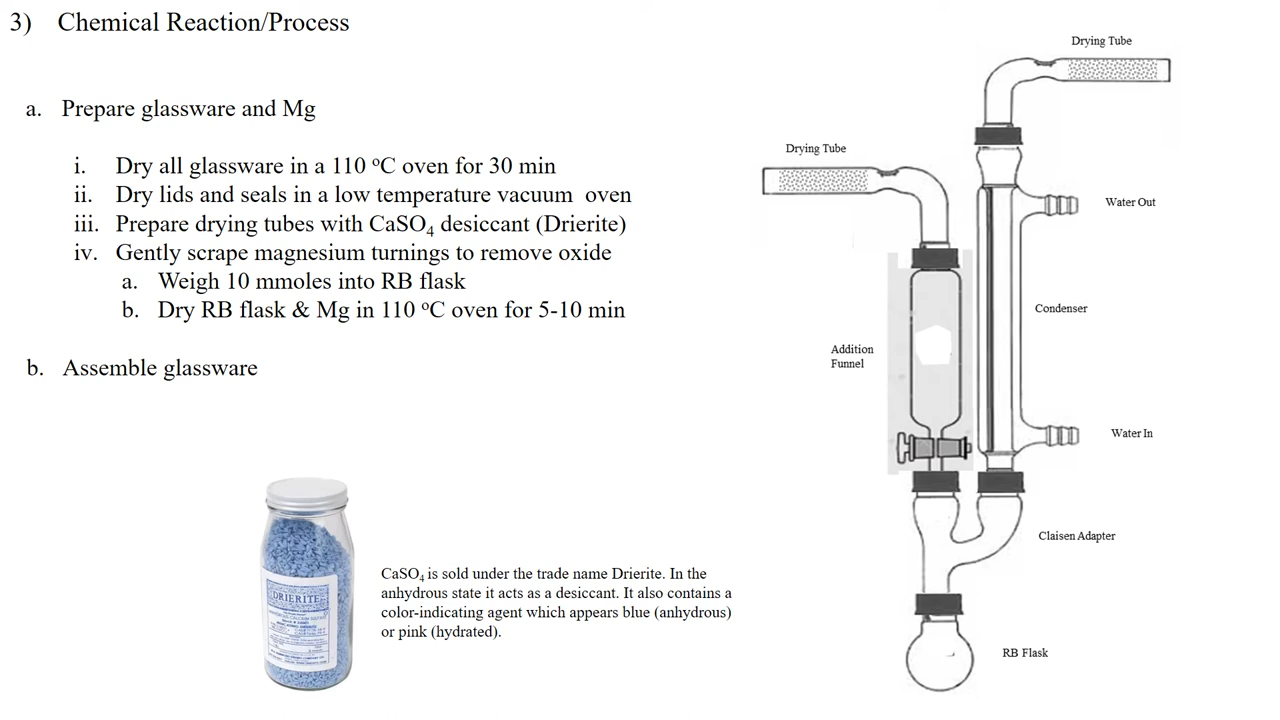 3) Chemical Reaction/Process
a. Prepare glassware and Mg
i. Dry all glassware in a 110 ºC oven for 30 min
ii. Dry lids and seals in a low temperature vacuum oven
iii. Prepare drying tubes with CaSO4 desiccant (Drierite)
iv. Gently scrape magnesium turnings to remove oxide
a. Weigh 10 mmoles into RB flask
b. Dry RB flask & Mg in 110 ºC oven for 5-10 min
b. Assemble glassware
DRIERITE
CaSO4 is sold under the trade name Drierite. In the
anhydrous state it acts as a desiccant. It also contains a
color-indicating agent which appears blue (anhydrous)
or pink (hydrated).
Drying Tube
Drying Tube
Water Out
Condenser
Addition
Funnel
Water In
Claisen Adapter
RB Flask